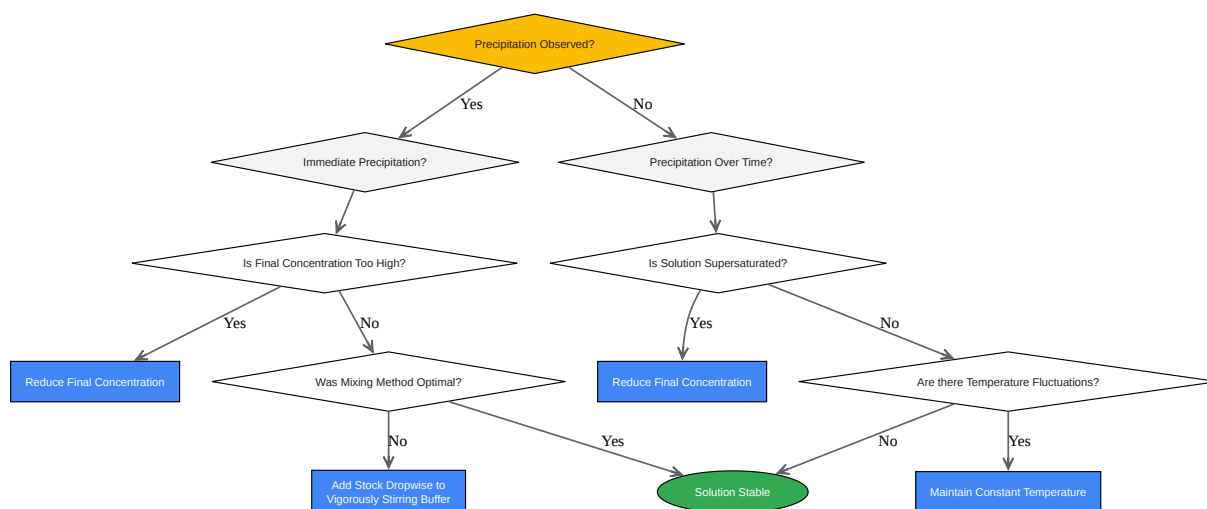 Precipitation Observed?
Yes
No
Immediate Precipitation?
Precipitation Over Time?
Is Final Concentration Too High?
Is Solution Supersaturated?
Yes
No
Yes
No
Reduce Final Concentration
Was Mixing Method Optimal?
Reduce Final Concentration
Are there Temperature Fluctuations?
No
Yes
No
Yes
Add Stock Dropwise to
Vigorously Stirring Buffer
Solution Stable
Maintain Constant Temperature